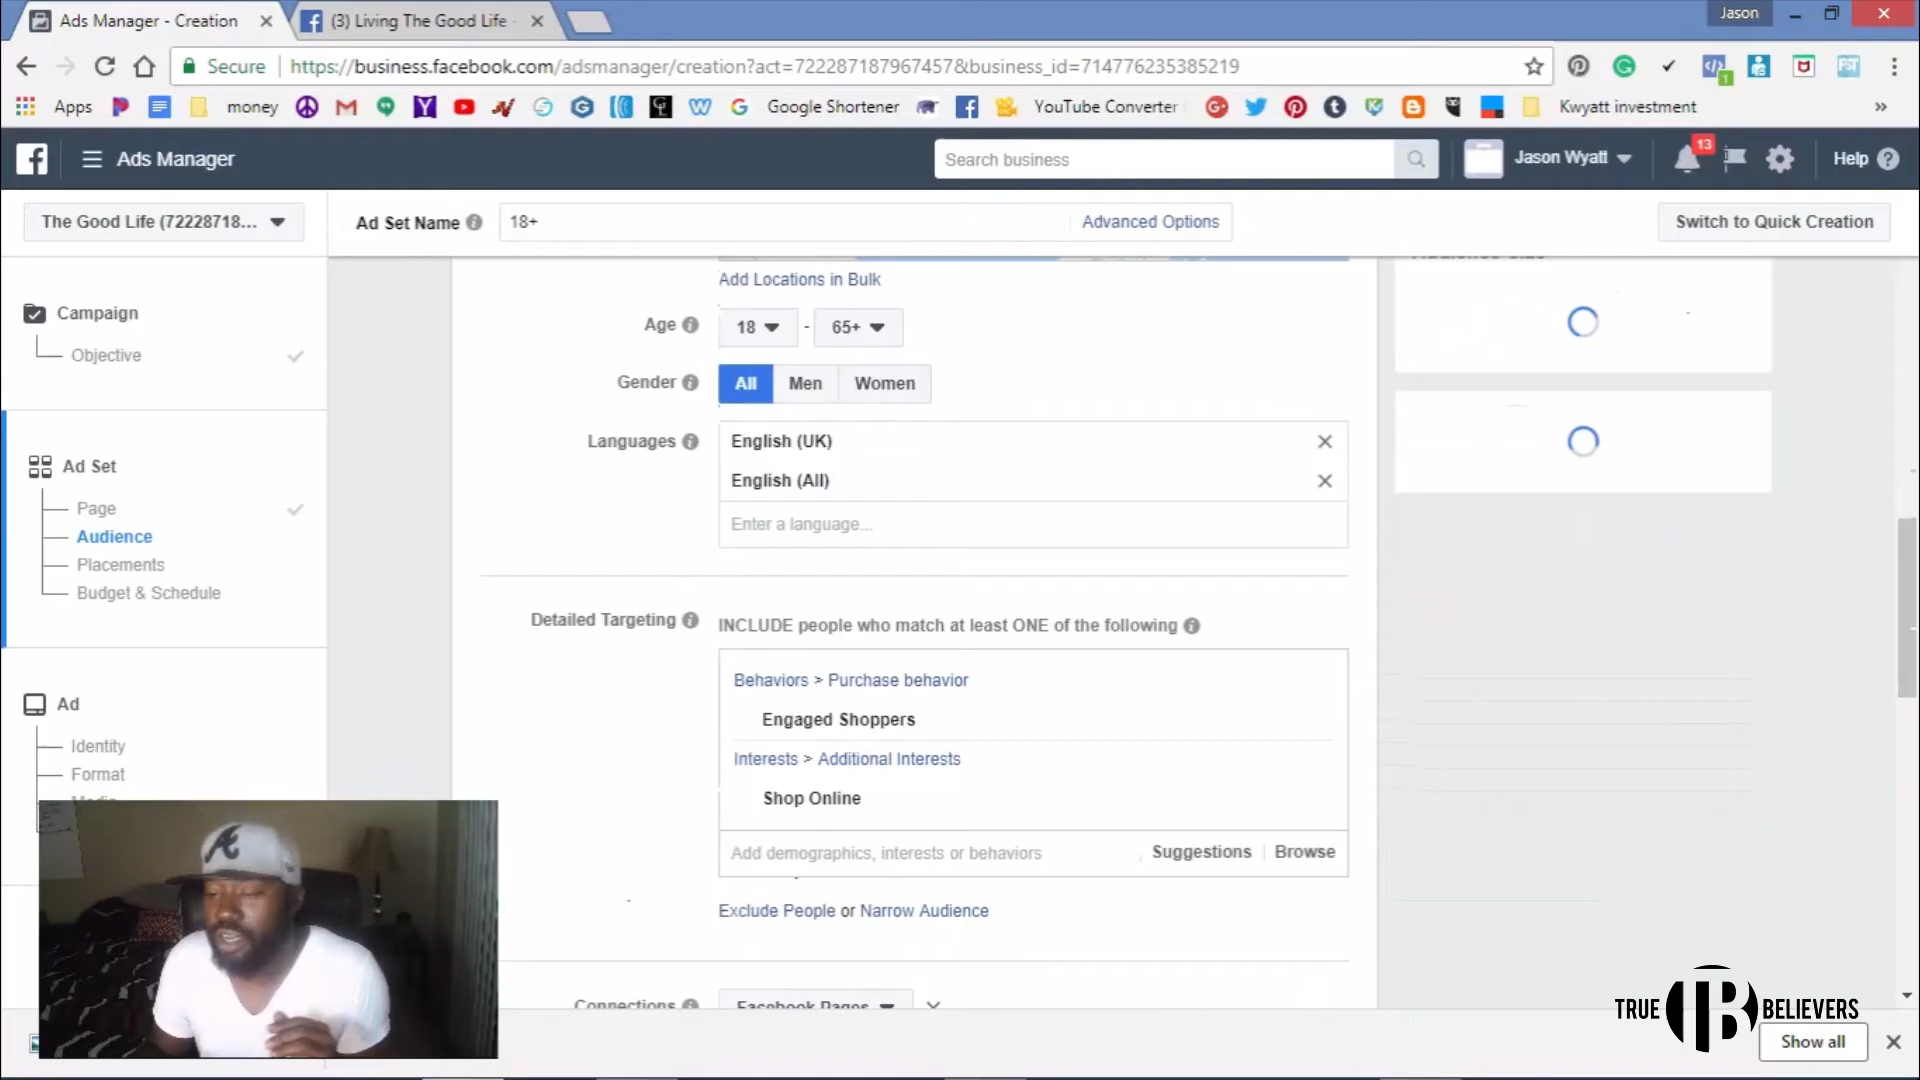 Ads Manager - Creation
(3) Living The Good Life -
Jason
Secure
https://business.facebook.com/adsmanager/creation?act=722287187967457&business_id=714776235385219
Apps
money
Google Shortener
YouTube Converter
Kwyatt investment
»
Ads Manager
Search business
Jason Wyatt
13
Help
The Good Life (72228718...
Ad Set Name
18+
Advanced Options
Switch to Quick Creation
Campaign
Objective
Ad Set
Page
Audience
Placements
Budget & Schedule
Ad
Identity
Format
Media
Add Locations in Bulk
Age
18
-
65+
Gender
All
Men
Women
Languages
English (UK)
English (All)
Enter a language...
Detailed Targeting
INCLUDE people who match at least ONE of the following
Behaviors > Purchase behavior
Engaged Shoppers
Interests > Additional Interests
Shop Online
Add demographics, interests or behaviors
Suggestions
Browse
Exclude People or Narrow Audience
Connections
Facebook Pages
TRUE BELIEVERS
Show all